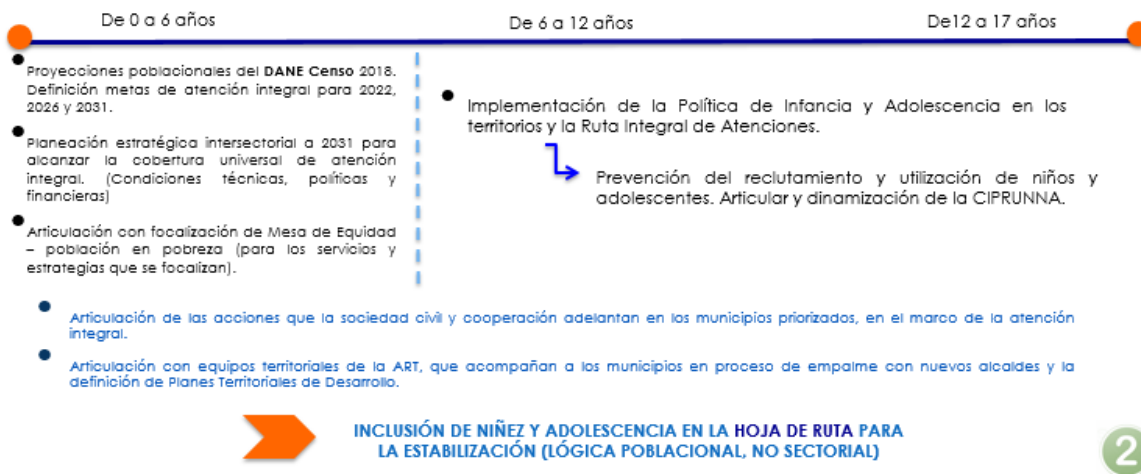 De 0 a 6 años
De 6 a 12 años
De12 a 17 años
Proyecciones poblacionales del DANE Censo 2018.
Definición metas de atención integral para 2022,
2026 y 2031.
Planeación estratégica intersectorial a 2031 para
alcanzar la cobertura universal de atención
integral. (Condiciones técnicas, políticas y
financieras)
Articulación con focalización de Mesa de Equidad
– población en pobreza (para los servicios y
estrategias que se focalizan).
Implementación de la Política de Infancia y Adolescencia en los
territorios y la Ruta Integral de Atenciones.
Prevención del reclutamiento y utilización de niños y
adolescentes. Articular y dinamización de la CIPRUNNA.
Articulación de las acciones que la sociedad civil y cooperación adelantan en los municipios priorizados, en el marco de la atención
integral.
Articulación con equipos territoriales de la ART, que acompañan a los municipios en proceso de empalme con nuevos alcaldes y la
definición de Planes Territoriales de Desarrollo.
INCLUSIÓN DE NIÑEZ Y ADOLESCENCIA EN LA HOJA DE RUTA PARA
LA ESTABILIZACIÓN (LÓGICA POBLACIONAL, NO SECTORIAL)
2